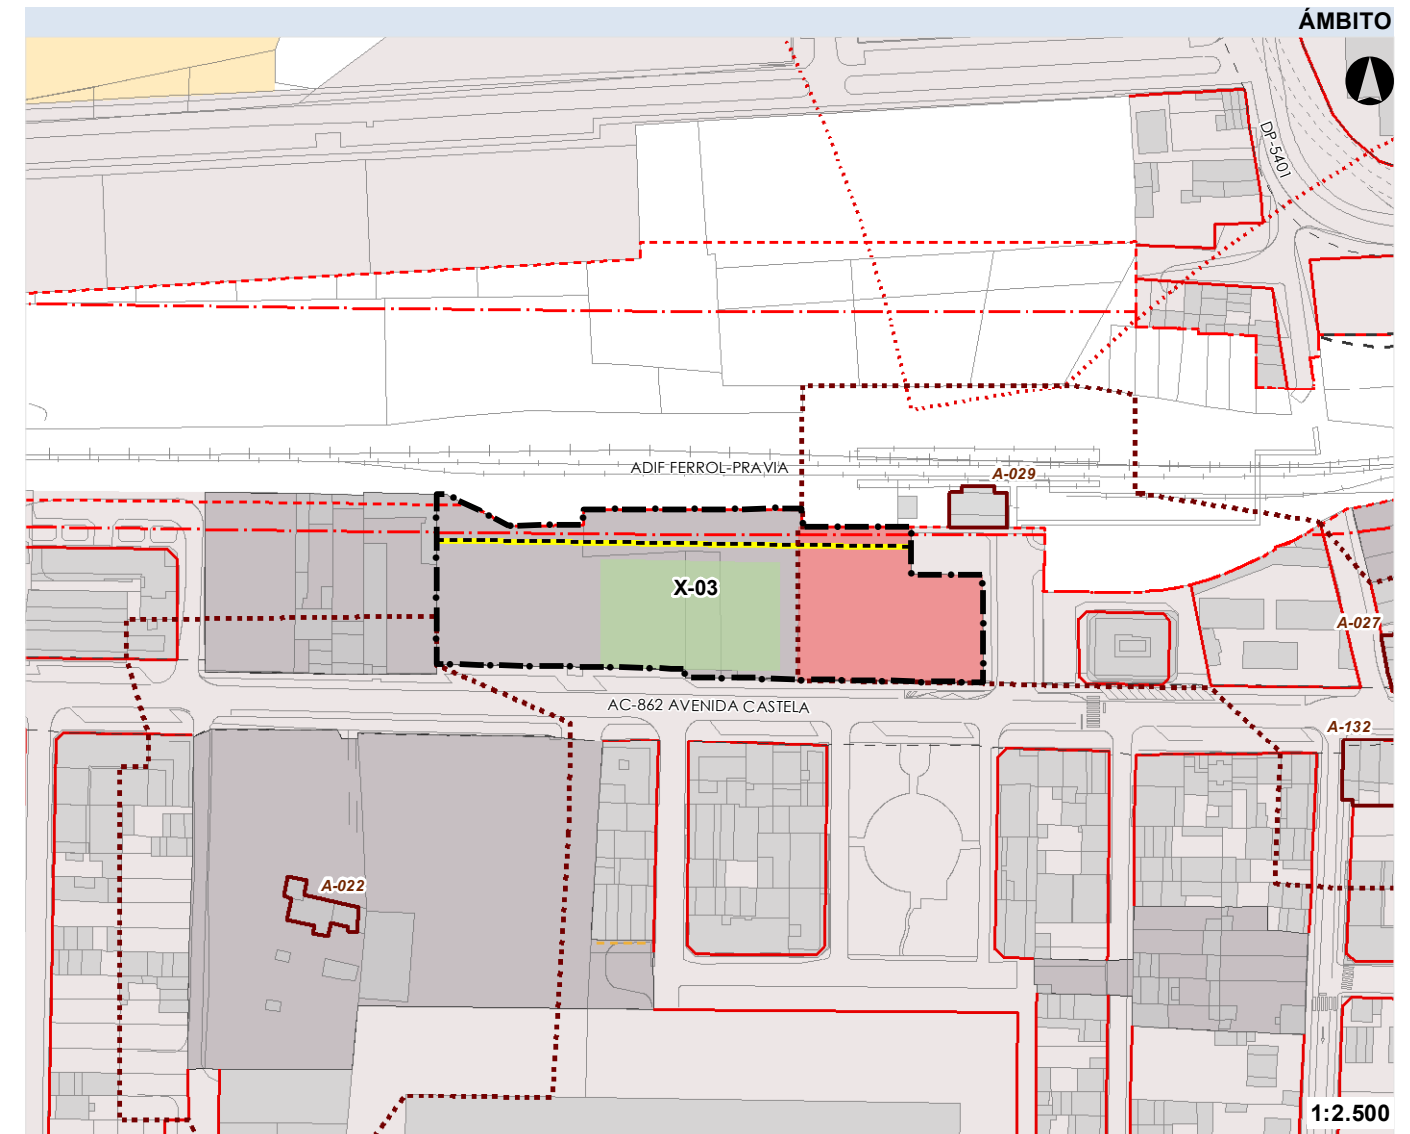 ÁMBITO
DP-5401
ADIF FERROL-PRAVIA
A-029
X-03
A-027
AC-862 AVENIDA CASTELA
A-132
A-022
1:2.500